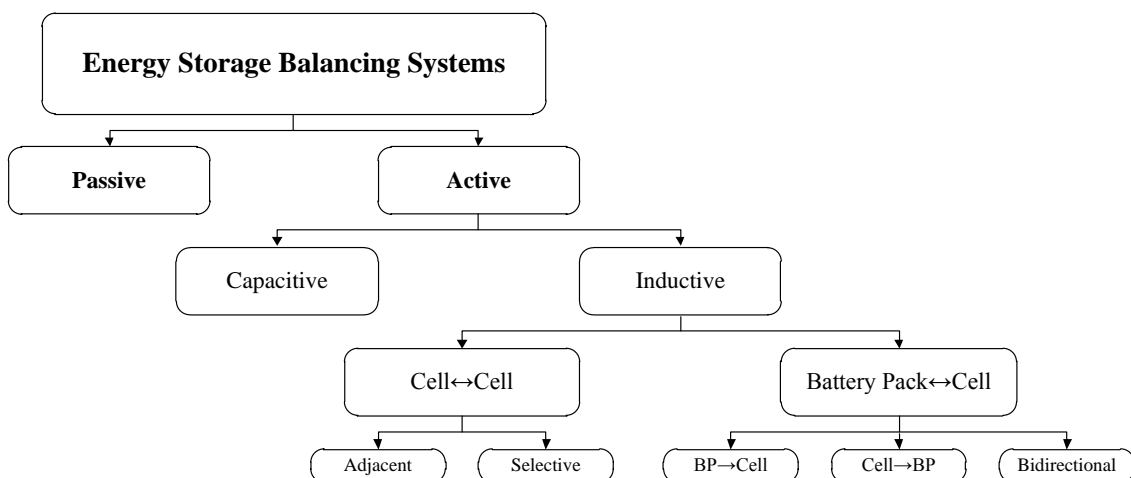 Energy Storage Balancing Systems
Passive
Active
Capacitive
Inductive
Cell↔Cell
Battery Pack↔Cell
Adjacent
Selective
BP→Cell
Cell→BP
Bidirectional